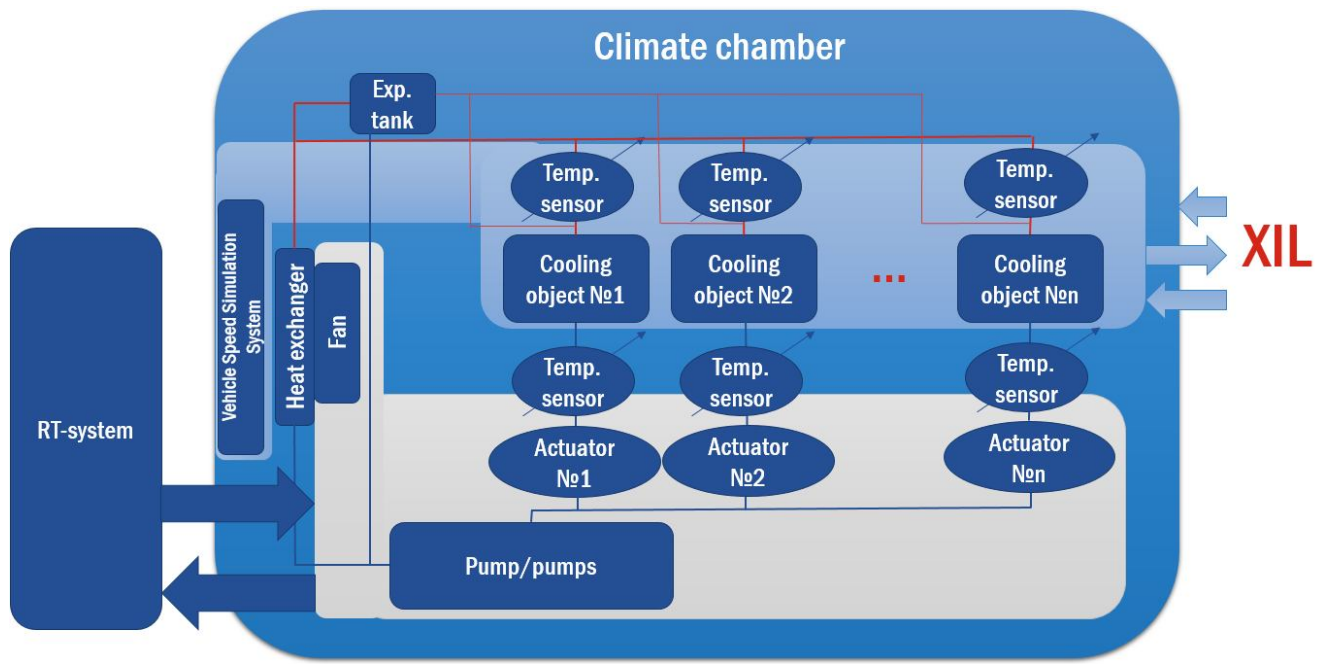 Climate chamber
Exp.
tank
Temp.
sensor
Temp.
sensor
Temp.
sensor
Vehicle Speed Simulation
System
Heat exchanger
Fan
Cooling
object №1
Cooling
object №2
...
Cooling
object №n
XIL
RT-system
Temp.
sensor
Temp.
sensor
Temp.
sensor
Actuator
№1
Actuator
№2
Actuator
№n
Pump/pumps